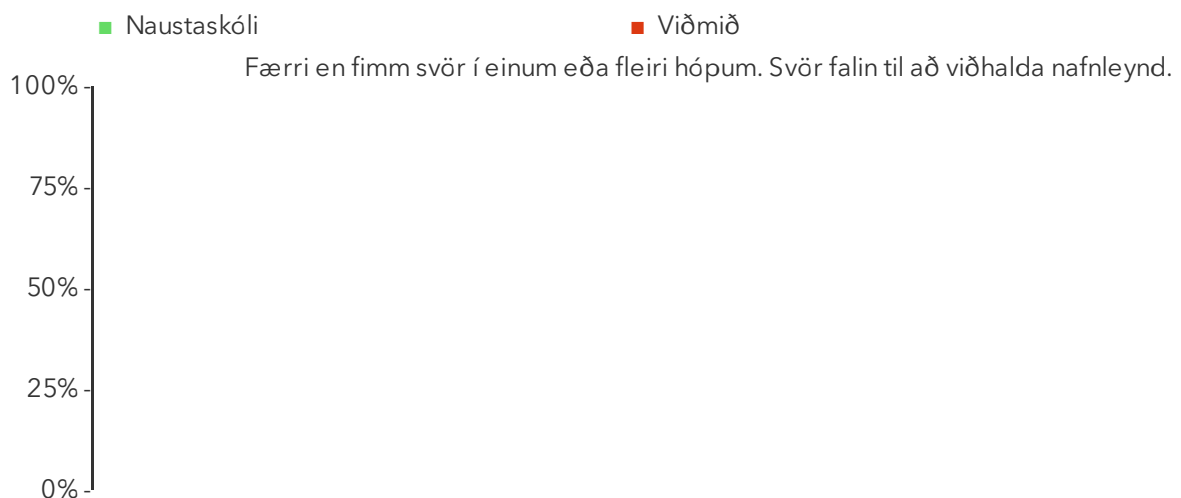 Naustaskóli Viðmið
Færri en fimm svör í einum eða fleiri hópum. Svör falin til að viðhalda nafnleynd.
100%
75%
50%
25%
0%